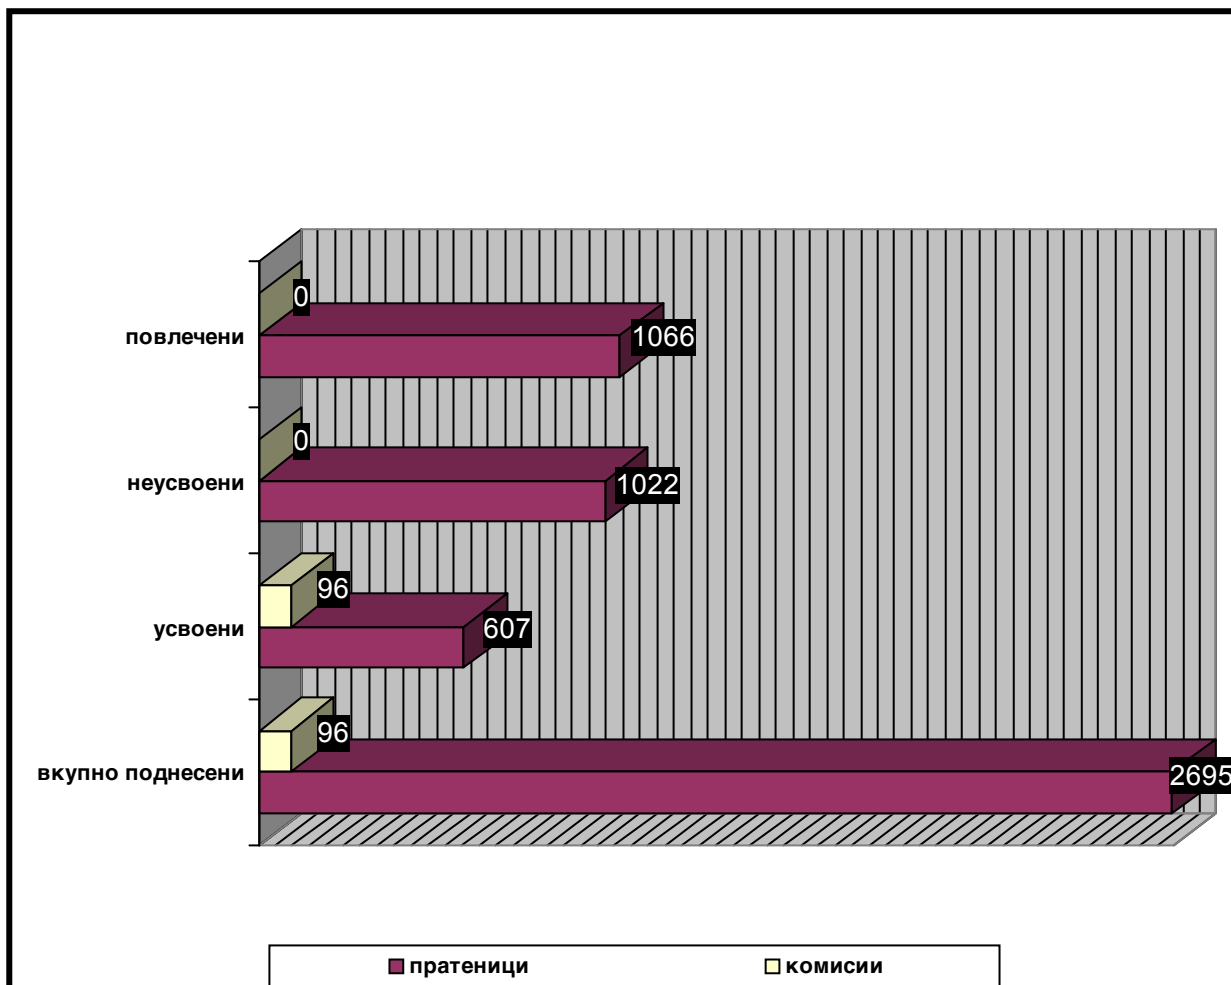 0
повлечени 1066
0
неусвоени 1022
96
усвоени 607
96
вкупно поднесени 2695
пратеници комисии